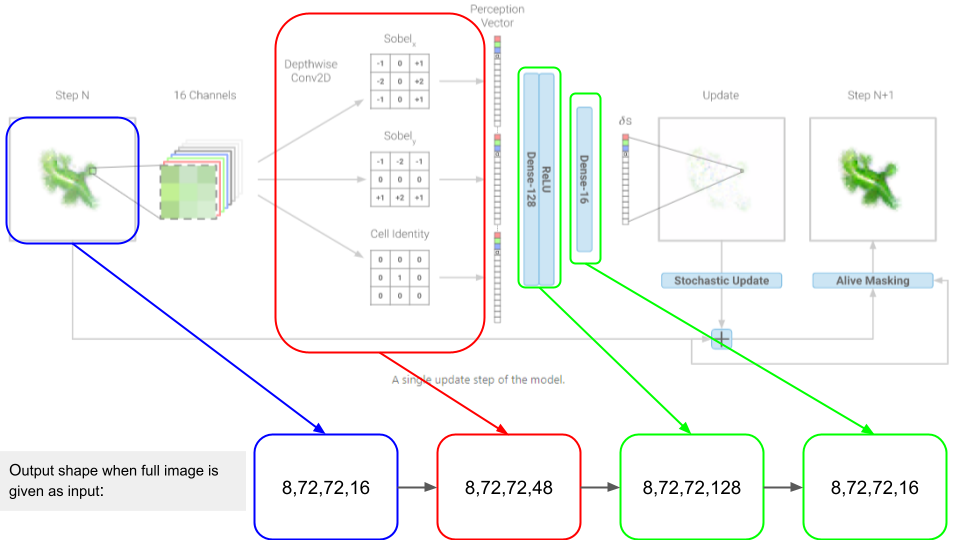 Perception
Vector
Step N
16 Channels
Depthwise
Conv2D
Sobelx
-1 0 +1
-2 0 +2
-1 0 +1
Sobely
-1 -2 -1
0 0 0
+1 +2 +1
Cell Identity
0 0 0
0 1 0
0 0 0
Dense-128
ReLU
Dense-16
∂s
Update
Step N+1
Stochastic Update
Alive Masking
+
A single update step of the model.
Output shape when full image is
given as input:
8,72,72,16
8,72,72,48
8,72,72,128
8,72,72,16